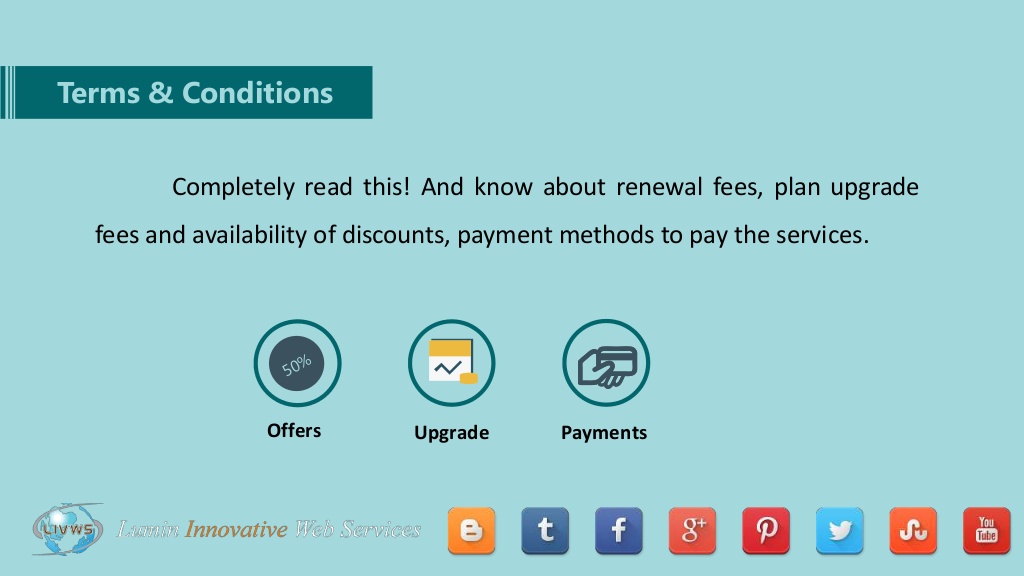 Terms & Conditions
Completely read this! And know about renewal fees, plan upgrade
fees and availability of discounts, payment methods to pay the services.
50%
Offers
Upgrade
Payments
LIVWS
Lumin Innovative Web Services
t
f
g+
You
Tube